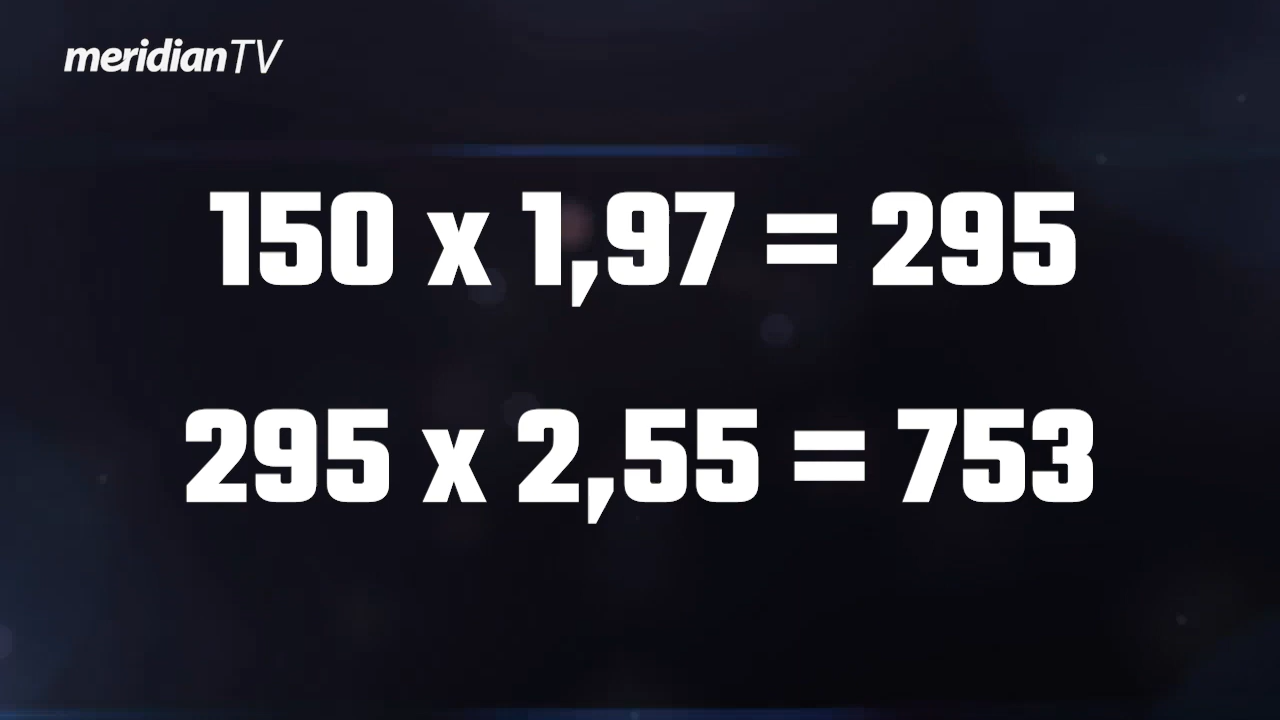 meridianTV
150 x 1,97 = 295
295 x 2,55 = 753